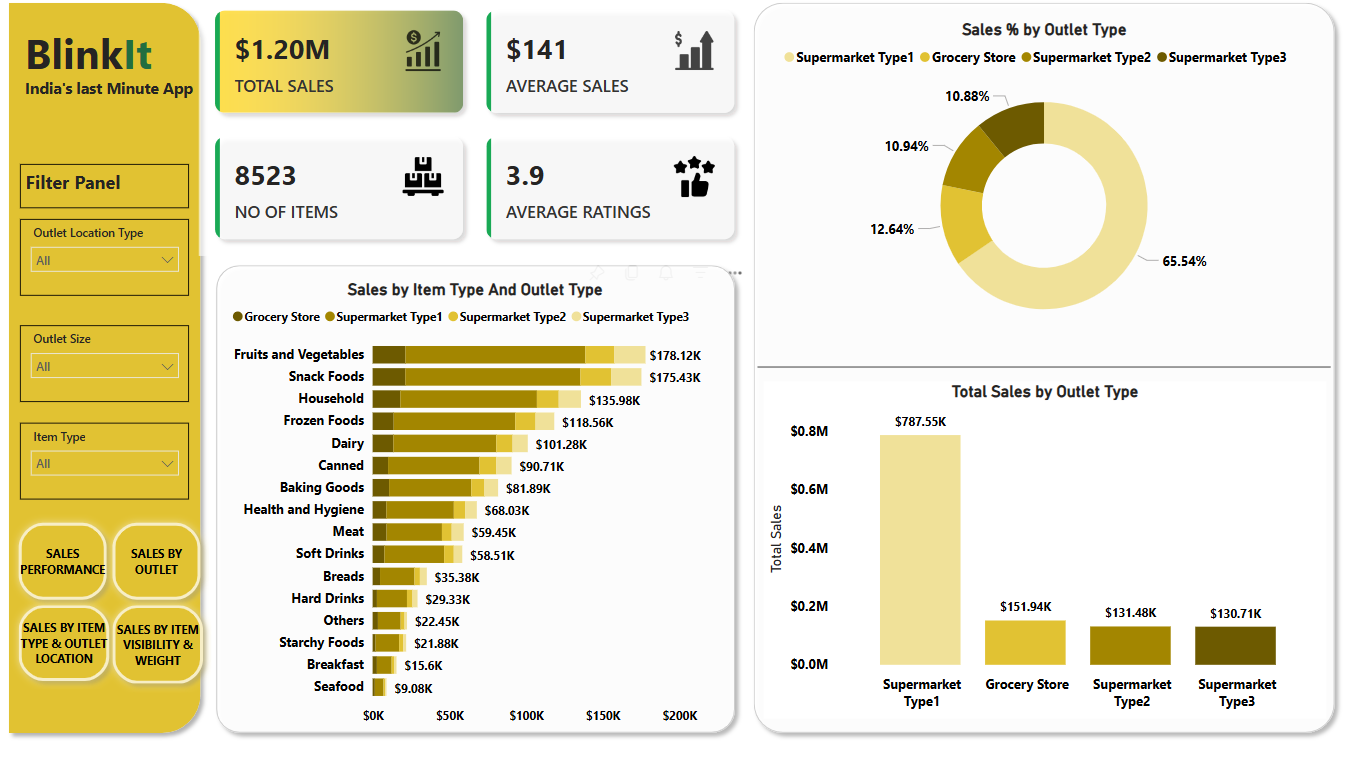 BlinkIt
India's last Minute App
Filter Panel
Outlet Location Type
All
Outlet Size
All
Item Type
All
SALES
PERFORMANCE
SALES BY
OUTLET
SALES BY ITEM
TYPE & OUTLET
LOCATION
SALES BY ITEM
VISIBILITY &
WEIGHT
$1.20M
TOTAL SALES
$
$141
AVERAGE SALES
$
8523
NO OF ITEMS
3.9
AVERAGE RATINGS
Sales by Item Type And Outlet Type
Grocery Store Supermarket Type1 Supermarket Type2 Supermarket Type3
Fruits and Vegetables $178.12K
Snack Foods $175.43K
Household $135.98K
Frozen Foods $118.56K
Dairy $101.28K
Canned $90.71K
Baking Goods $81.89K
Health and Hygiene $68.03K
Meat $59.45K
Soft Drinks $58.51K
Breads $35.38K
Hard Drinks $29.33K
Others $22.45K
Starchy Foods $21.88K
Breakfast $15.6K
Seafood $9.08K
$0K $50K $100K $150K $200K
Sales % by Outlet Type
Supermarket Type1 Grocery Store Supermarket Type2 Supermarket Type3
10.88%
10.94%
12.64%
65.54%
Total Sales by Outlet Type
Total Sales
$0.8M
$0.6M
$0.4M
$0.2M
$0.0M
$787.55K
$151.94K
$131.48K
$130.71K
Supermarket
Type1
Grocery Store
Supermarket
Type2
Supermarket
Type3